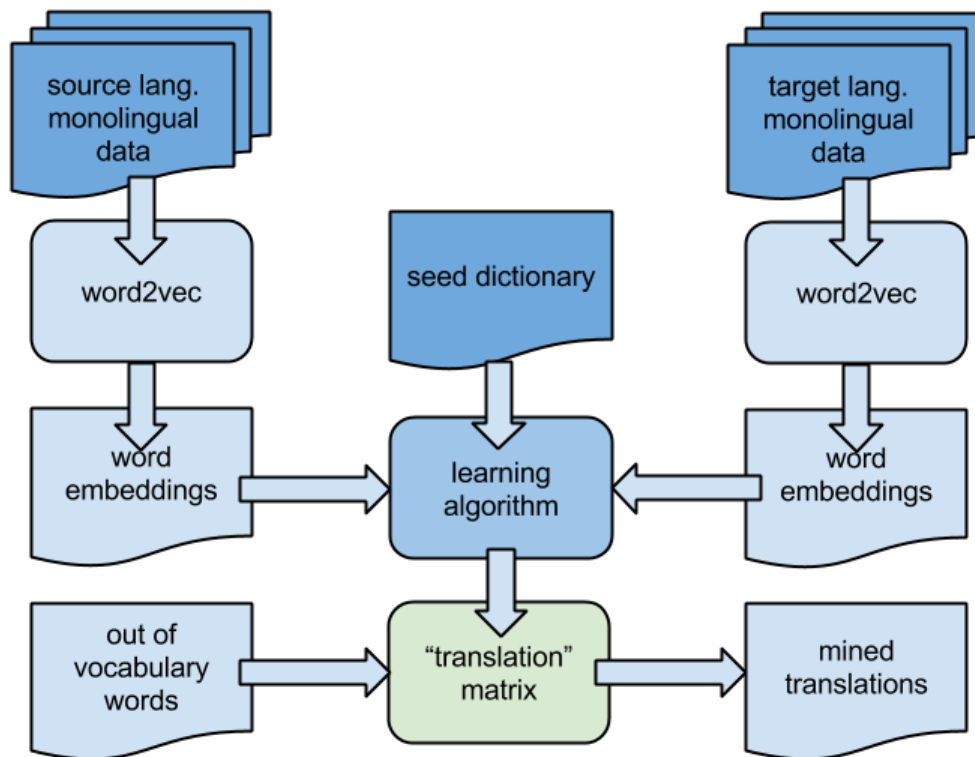 source lang.
monolingual
data
target lang.
monolingual
data
word2vec
seed dictionary
word2vec
word
embeddings
learning
algorithm
word
embeddings
out of
vocabulary
words
“translation”
matrix
mined
translations